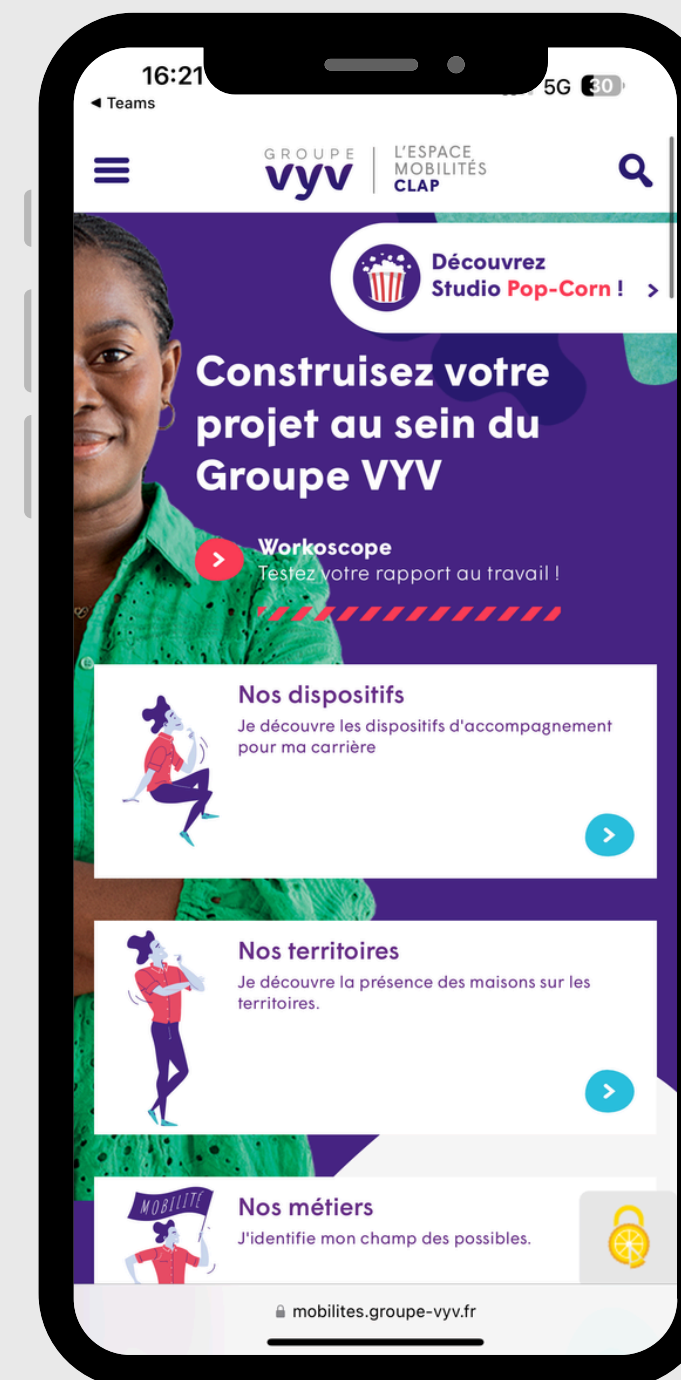 16:21
5G 30
◀ Teams
GROUPE
vyv
L'ESPACE
MOBILITÉS
CLAP
Découvrez
Studio Pop-Corn !
Construisez votre
projet au sein du
Groupe VYV
Workoscope
Testez votre rapport au travail !
Nos dispositifs
Je découvre les dispositifs d'accompagnement
pour ma carrière
Nos territoires
Je découvre la présence des maisons sur les
territoires.
MOBILITÉ
Nos métiers
J'identifie mon champ des possibles.
mobilites.groupe-vyv.fr